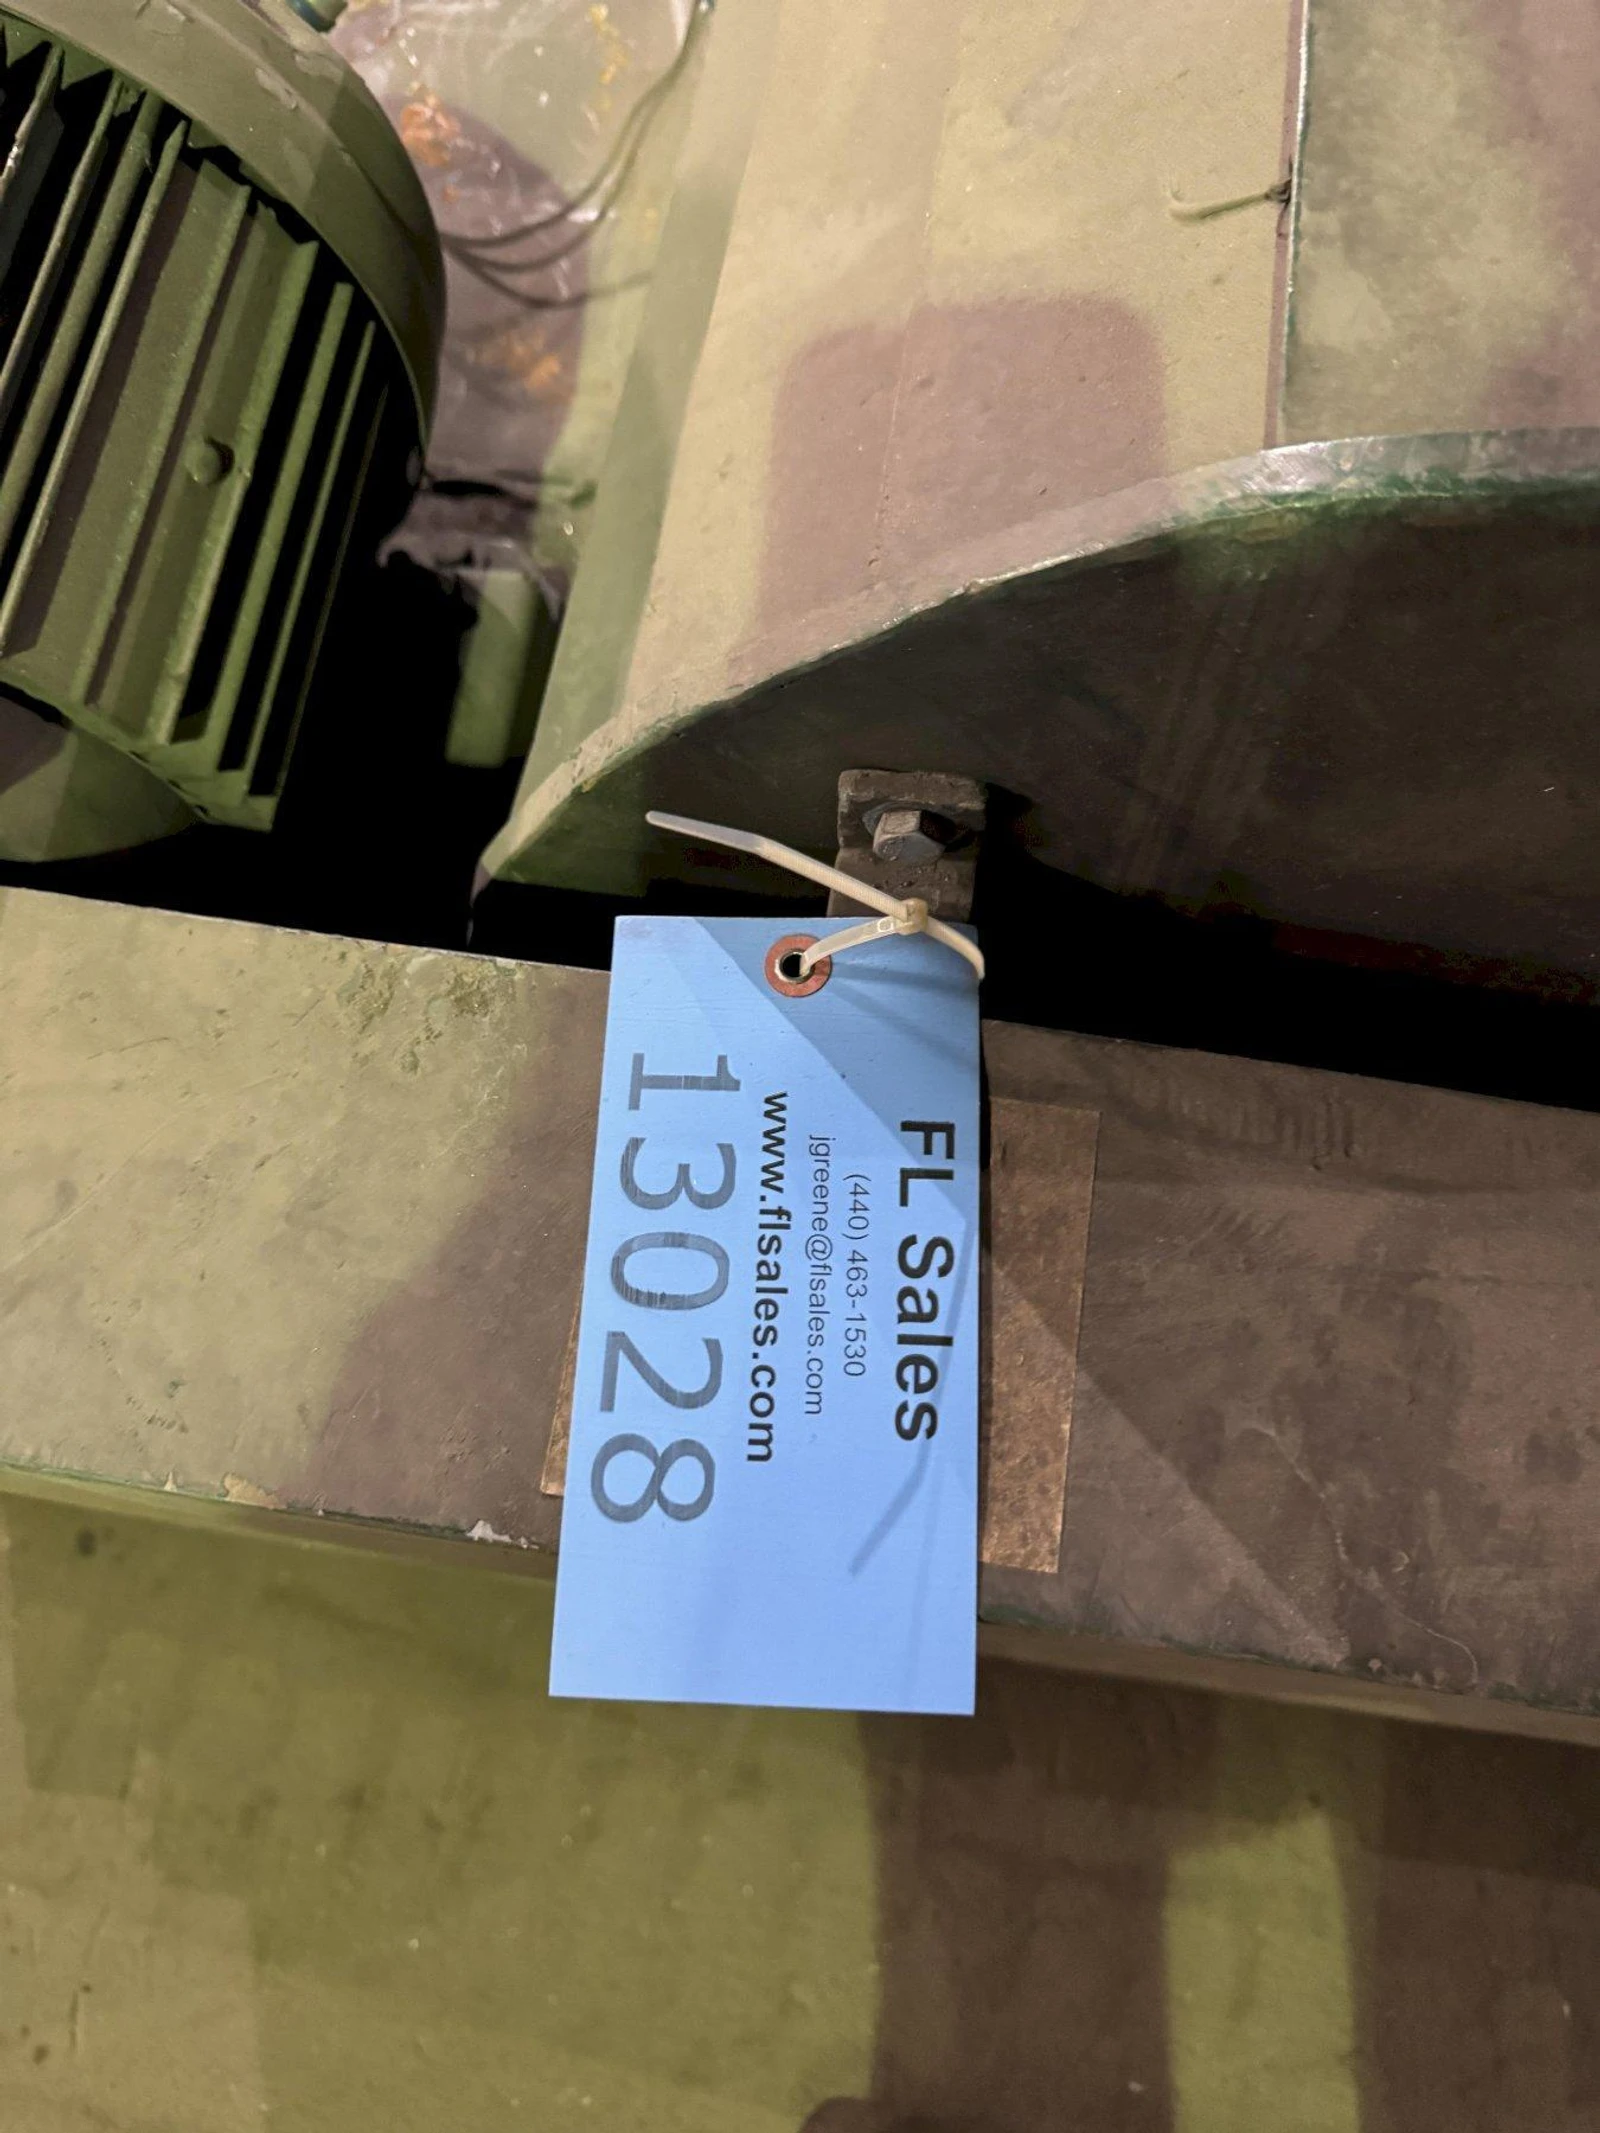 FL Sales
(440) 463-1530
jgreene@flsales.com
www.flsales.com
13028